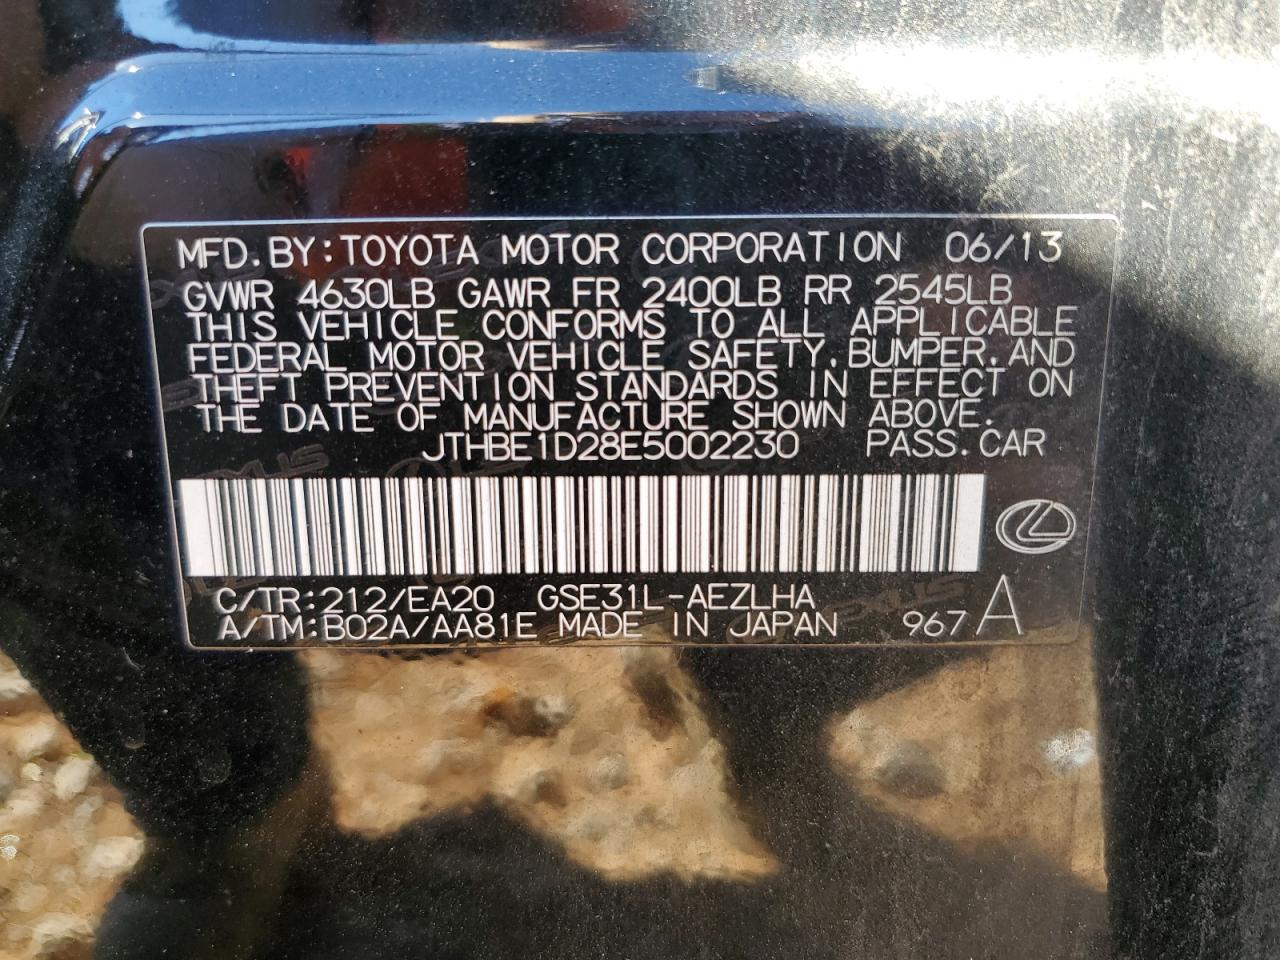 MFD. BY: TOYOTA MOTOR CORPORATION 06/13
GVWR 4630LB GAWR FR 2400LB RR 2545LB
THIS VEHICLE CONFORMS TO ALL APPLICABLE
FEDERAL MOTOR VEHICLE SAFETY, BUMPER, AND
THEFT PREVENTION STANDARDS IN EFFECT ON
THE DATE OF MANUFACTURE SHOWN ABOVE.
JTHBE1D28E5002230 PASS. CAR
C/TR: 212/EA20 GSE31L-AEZLHA
A/TM: B02A/AA81E MADE IN JAPAN 967 A